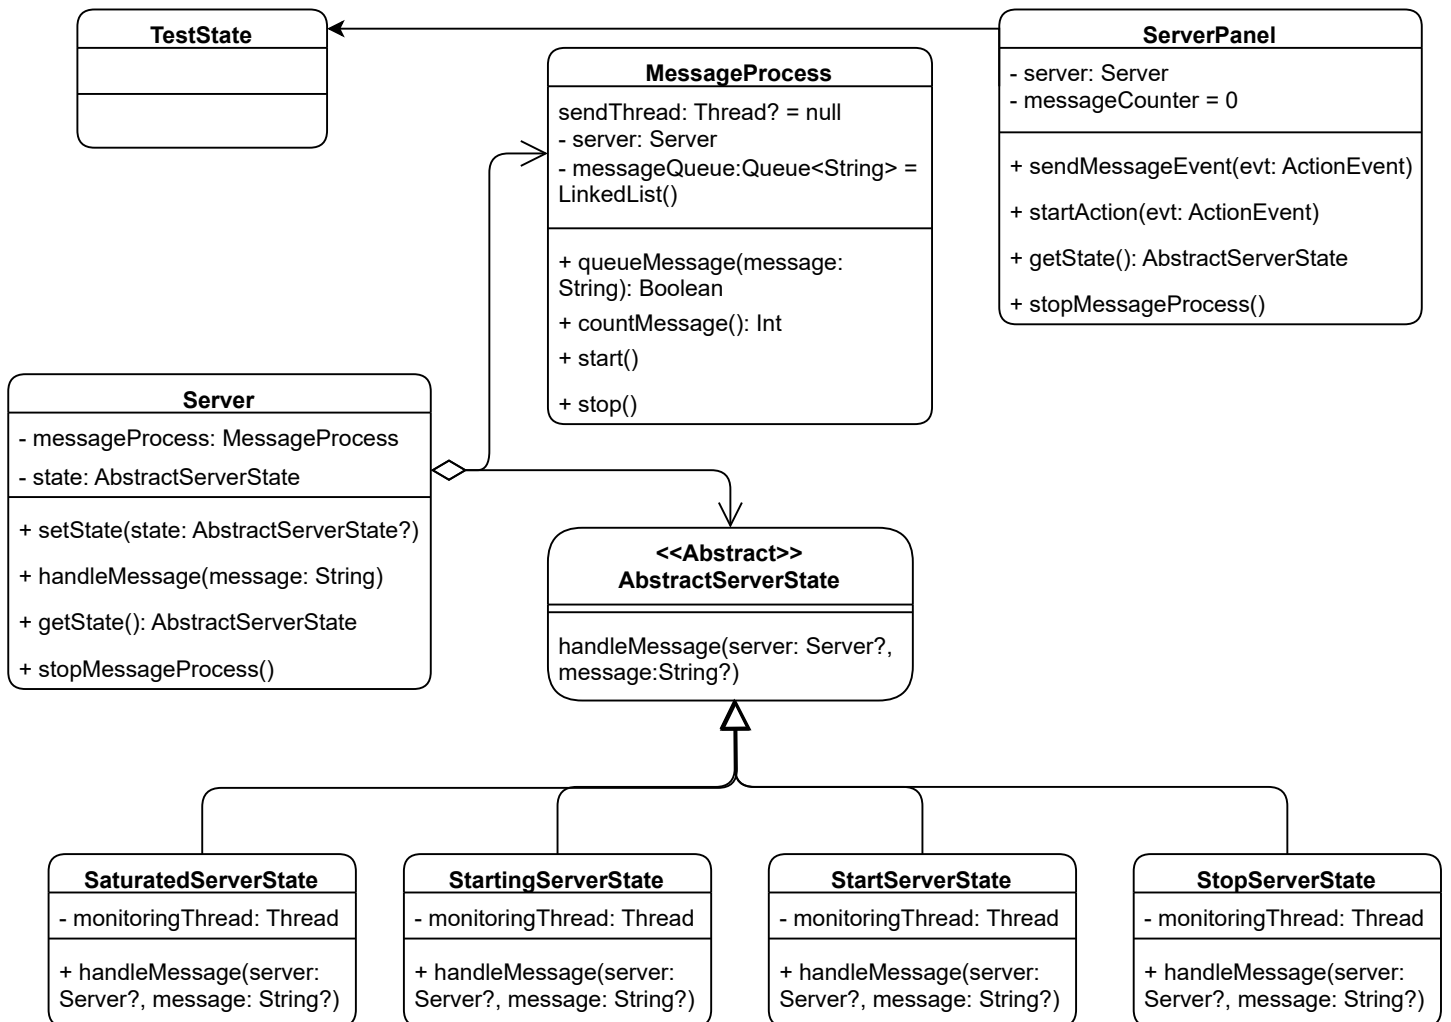 TestState
ServerPanel
- server: Server
- messageCounter = 0
+ sendMessageEvent(evt: ActionEvent)
+ startAction(evt: ActionEvent)
+ getState(): AbstractServerState
+ stopMessageProcess()
MessageProcess
sendThread: Thread? = null
- server: Server
- messageQueue:Queue<String> =
LinkedList()
+ queueMessage(message:
String): Boolean
+ countMessage(): Int
+ start()
+ stop()
Server
- messageProcess: MessageProcess
- state: AbstractServerState
+ setState(state: AbstractServerState?)
+ handleMessage(message: String)
+ getState(): AbstractServerState
+ stopMessageProcess()
<<Abstract>>
AbstractServerState
handleMessage(server: Server?,
message:String?)
SaturatedServerState
- monitoringThread: Thread
+ handleMessage(server:
Server?, message: String?)
StartingServerState
- monitoringThread: Thread
+ handleMessage(server:
Server?, message: String?)
StartServerState
- monitoringThread: Thread
+ handleMessage(server:
Server?, message: String?)
StopServerState
- monitoringThread: Thread
+ handleMessage(server:
Server?, message: String?)